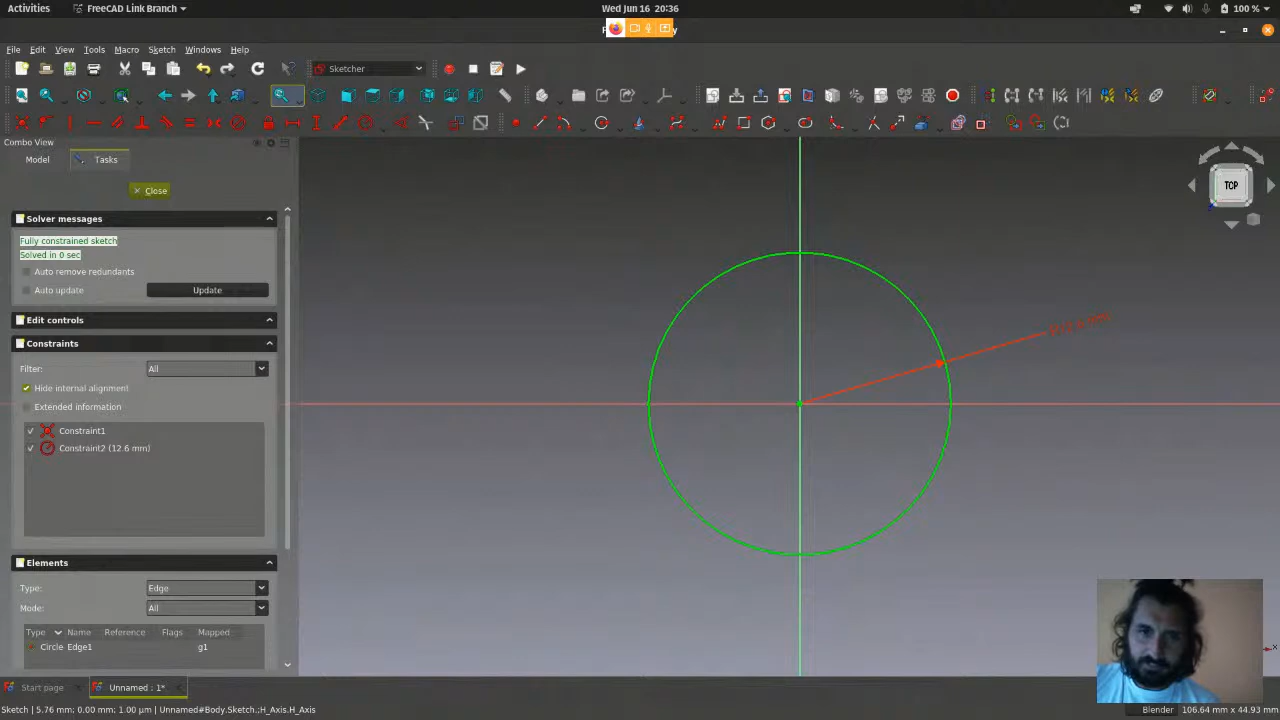 Activities
FreeCAD Link Branch
Wed Jun 16 20:36
100 %
File Edit View Tools Macro Sketch Windows Help
Sketcher
Combo View
Model
Tasks
Close
Solver messages
Fully constrained sketch
Solved in 0 sec
Auto remove redundants
Auto update
Update
Edit controls
Constraints
Filter:
All
Hide internal alignment
Extended information
Constraint1
Constraint2 (12.6 mm)
Elements
Type:
Edge
Mode:
All
Type Name Reference Flags Mapped
Circle Edge1 g1
TOP
x
Start page
Unnamed : 1*
Sketch | 5.76 mm; 0.00 mm; 1.00 μm | Unnamed#Body.Sketch.;H_Axis.H_Axis
Blender
106.64 mm x 44.93 mm